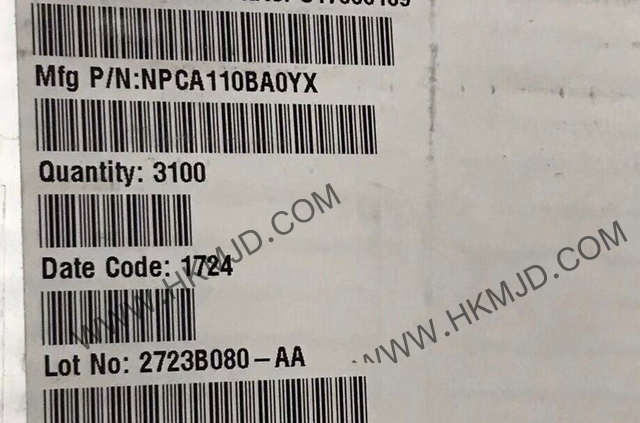 Mfg P/N:NPCA110BA0YX
Quantity: 3100
Date Code: 1724
Lot No: 2723B080-AA
WWW.HKMJD.COM
WWW.HKMJD.COM